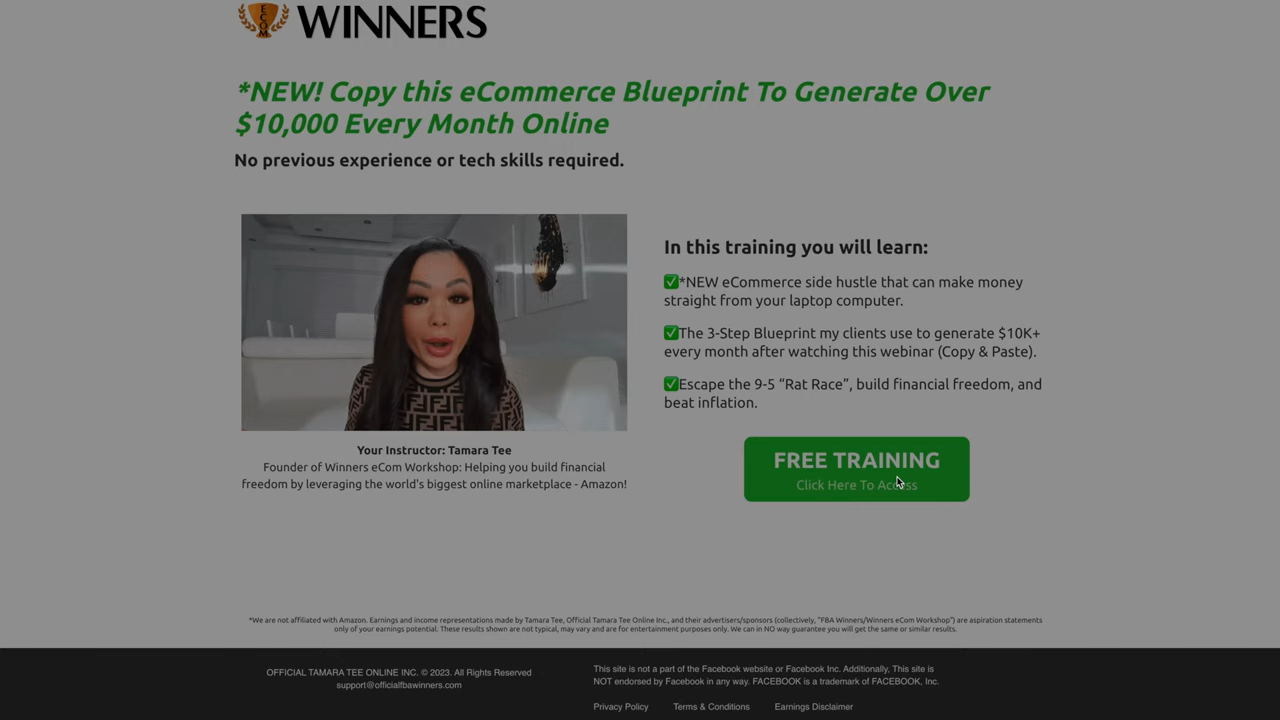 ECOM WINNERS
*NEW! Copy this eCommerce Blueprint To Generate Over
$10,000 Every Month Online
No previous experience or tech skills required.
In this training you will learn:
✅*NEW eCommerce side hustle that can make money
straight from your laptop computer.
✅The 3-Step Blueprint my clients use to generate $10K+
every month after watching this webinar (Copy & Paste).
✅Escape the 9-5 “Rat Race”, build financial freedom, and
beat inflation.
Your Instructor: Tamara Tee
Founder of Winners eCom Workshop: Helping you build financial
freedom by leveraging the world's biggest online marketplace - Amazon!
FREE TRAINING
Click Here To Access
*We are not affiliated with Amazon. Earnings and income representations made by Tamara Tee, Official Tamara Tee Online Inc., and their advertisers/sponsors (collectively, "FBA Winners/Winners eCom Workshop") are aspiration statements
only of your earnings potential. These results shown are not typical, may vary and are for entertainment purposes only. We can in NO way guarantee you will get the same or similar results.
OFFICIAL TAMARA TEE ONLINE INC. © 2023. All Rights Reserved
support@officialfbawinners.com
This site is not a part of the Facebook website or Facebook Inc. Additionally, This site is
NOT endorsed by Facebook in any way. FACEBOOK is a trademark of FACEBOOK, Inc.
Privacy Policy Terms & Conditions Earnings Disclaimer